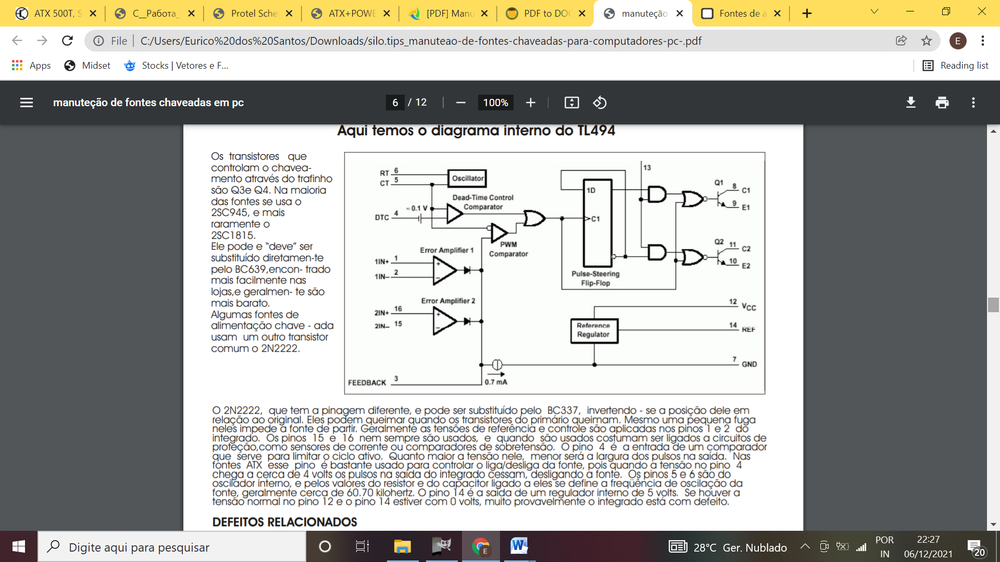 ATX 500T, S
C__Работа_
Protel Sche
ATX+POWE
[PDF] Manu
PDF to DOC
manuteção
Fontes de a
File
C:/Users/Eurico%20dos%20Santos/Downloads/silo.tips_manuteao-de-fontes-chaveadas-para-computadores-pc-.pdf
E
Apps
Midset
Stocks | Vetores e F...
Reading list
manuteção de fontes chaveadas em pc
6 / 12
100%
Aqui temos o diagrama interno do TL494
Os transistores que
controlam o chavea-
mento através do trafinho
são Q3e Q4. Na maioria
das fontes se usa o
2SC945, e mais
raramente o
2SC1815.
Ele pode e “deve” ser
substituído diretamen-te
pelo BC639,encon- trado
mais facilmente nas
lojas,e geralmen- te são
mais barato.
Algumas fontes de
alimentação chave - ada
usam um outro transistor
comum o 2N2222.
RT 6
CT 5
Oscillator
Dead-Time Control
Comparator
≈ 0.1 V
DTC 4
PWM
Comparator
Error Amplifier 1
1IN+ 1
1IN– 2
+
–
Error Amplifier 2
2IN+ 16
2IN– 15
+
–
FEEDBACK 3
0.7 mA
1D
C1
Pulse-Steering
Flip-Flop
13
Q1
8 C1
9 E1
Q2
11 C2
10 E2
12 VCC
Reference
Regulator
14 REF
7 GND
O 2N2222, que tem a pinagem diferente, e pode ser substituído pelo BC337, invertendo - se a posição dele em
relação ao original. Eles podem queimar quando os transistores do primário queimam. Mesmo uma pequena fuga
neles impede a fonte de partir. Geralmente as tensões de referência e controle são aplicadas nos pinos 1 e 2 do
integrado. Os pinos 15 e 16 nem sempre são usados, e quando são usados costumam ser ligados a circuitos de
proteção,como sensores de corrente ou comparadores de sobretensão. O pino 4 é a entrada de um comparador
que serve para limitar o ciclo ativo. Quanto maior a tensão nele, menor será a largura dos pulsos na saída. Nas
fontes ATX esse pino é bastante usado para controlar o liga/desliga da fonte, pois quando a tensão no pino 4
chega a cerca de 4 volts os pulsos na saída do integrado cessam, desligando a fonte. Os pinos 5 e 6 são do
oscilador interno, e pelos valores do resistor e do capacitor ligado a eles se define a freqüência de oscilação da
fonte, geralmente cerca de 60.70 kilohertz. O pino 14 é a saída de um regulador interno de 5 volts. Se houver a
tensão normal no pino 12 e o pino 14 estiver com 0 volts, muito provavelmente o integrado está com defeito.
DEFEITOS RELACIONADOS
Digite aqui para pesquisar
E
28°C Ger. Nublado
POR
IN
22:27
06/12/2021
20